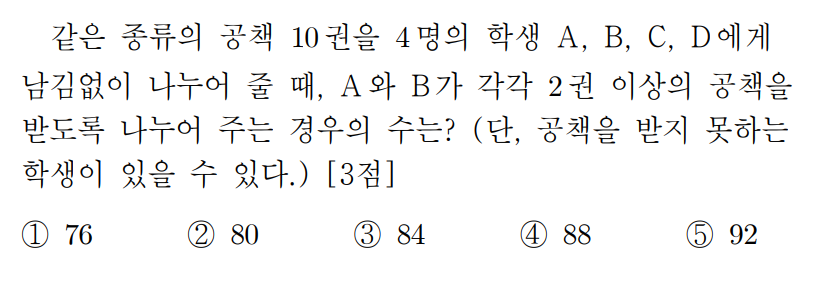 같은 종류의 공책 10권을 4명의 학생 A, B, C, D에게
남김없이 나누어 줄 때, A와 B가 각각 2권 이상의 공책을
받도록 나누어 주는 경우의 수는? (단, 공책을 받지 못하는
학생이 있을 수 있다.) [3점]
① 76 ② 80 ③ 84 ④ 88 ⑤ 92